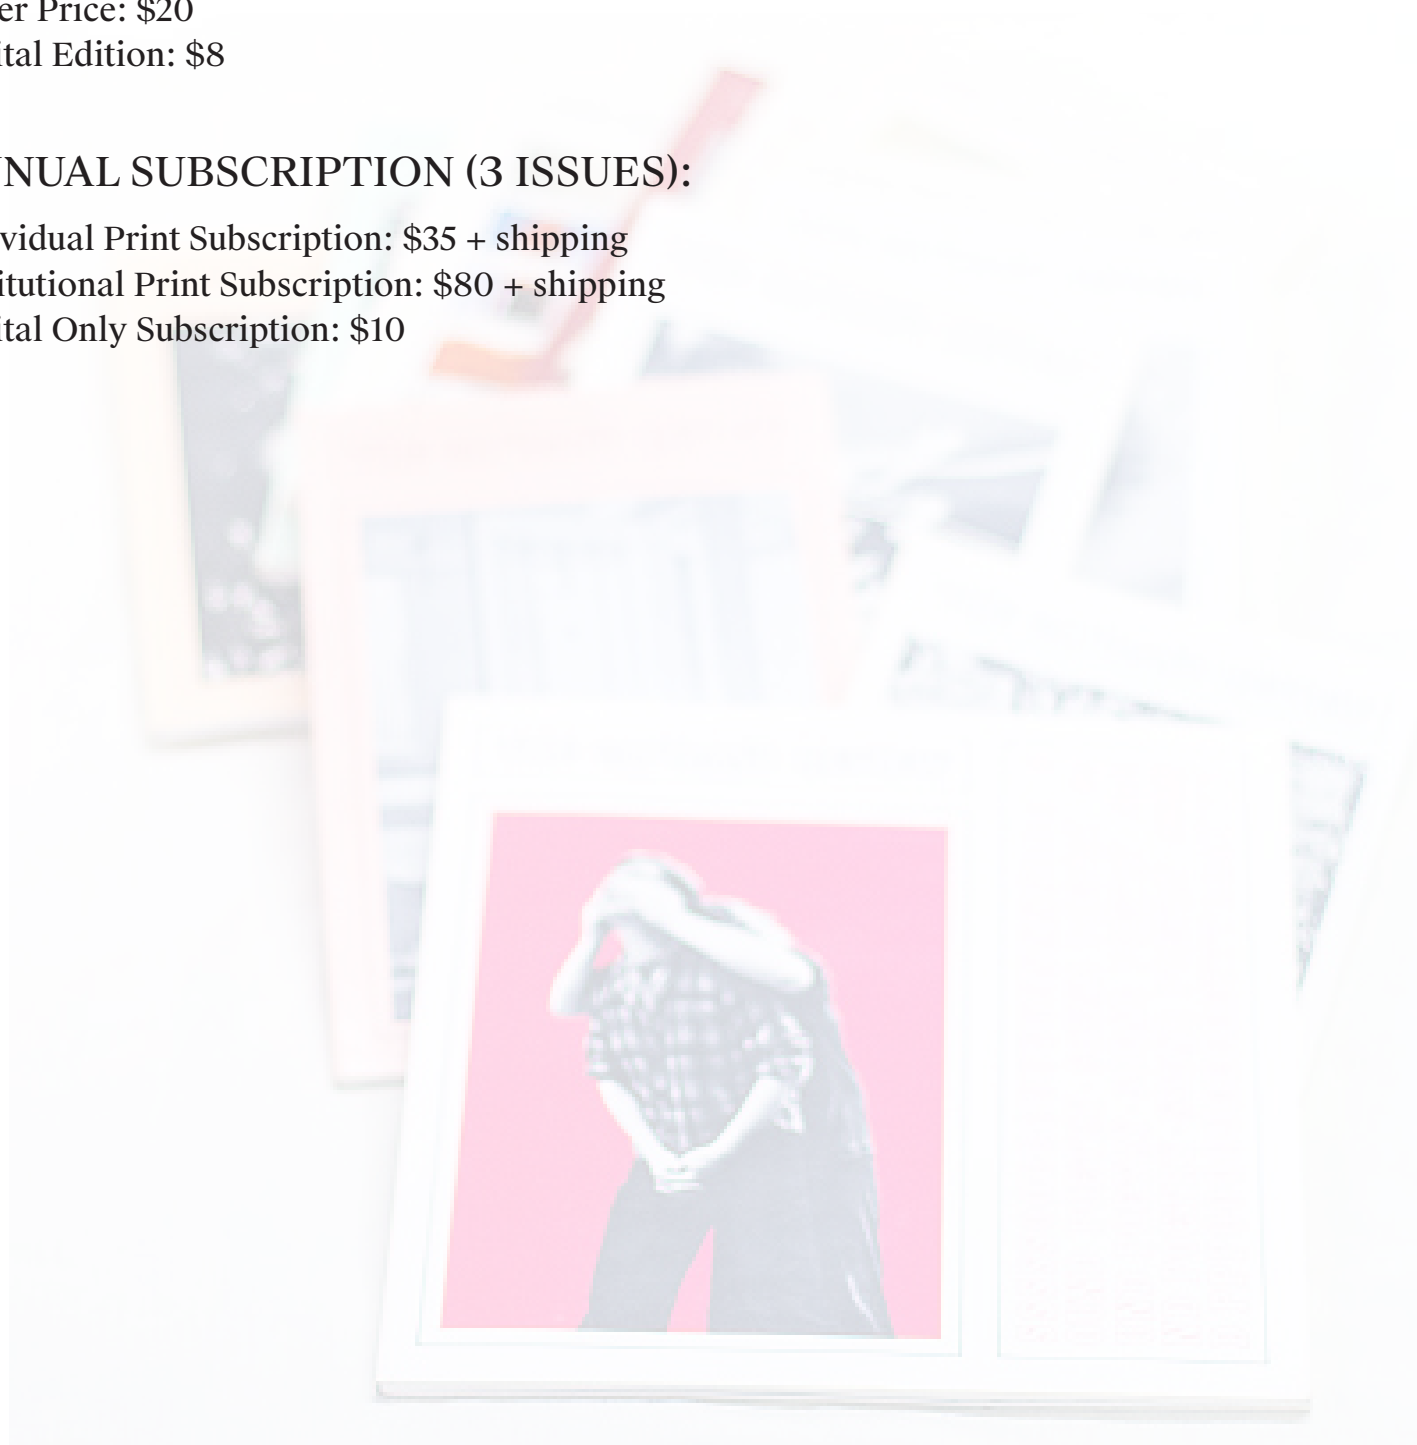 er Price: $20
ital Edition: $8
NUAL SUBSCRIPTION (3 ISSUES):
vidual Print Subscription: $35 + shipping
itutional Print Subscription: $80 + shipping
ital Only Subscription: $10